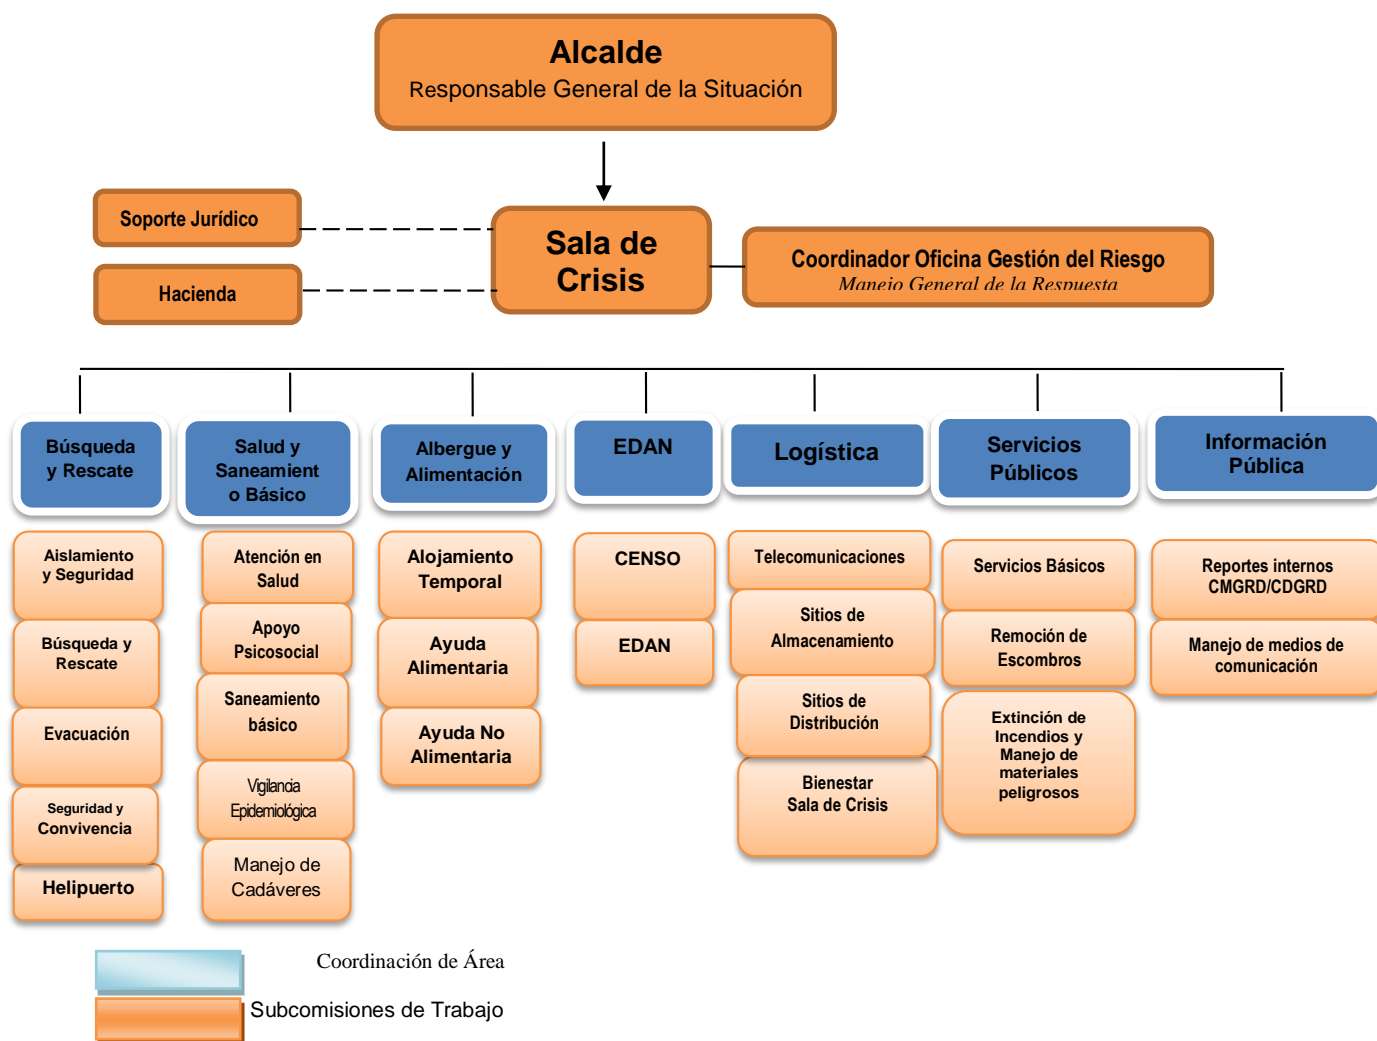 Alcalde
Responsable General de la Situación
Soporte Jurídico
Hacienda
Sala de
Crisis
Coordinador Oficina Gestión del Riesgo
Manejo General de la Respuesta
Búsqueda
y Rescate
Salud y
Saneamient
o Básico
Albergue y
Alimentación
EDAN
Logística
Servicios
Públicos
Información
Pública
Aislamiento
y Seguridad
Búsqueda y
Rescate
Evacuación
Seguridad y
Convivencia
Helipuerto
Atención en
Salud
Apoyo
Psicosocial
Saneamiento
básico
Vigilancia
Epidemiológica
Manejo de
Cadáveres
Alojamiento
Temporal
Ayuda
Alimentaria
Ayuda No
Alimentaria
CENSO
EDAN
Telecomunicaciones
Sitios de
Almacenamiento
Sitios de
Distribución
Bienestar
Sala de Crisis
Servicios Básicos
Remoción de
Escombros
Extinción de
Incendios y
Manejo de
materiales
peligrosos
Reportes internos
CMGRD/CDGRD
Manejo de medios de
comunicación
Coordinación de Área
Subcomisiones de Trabajo